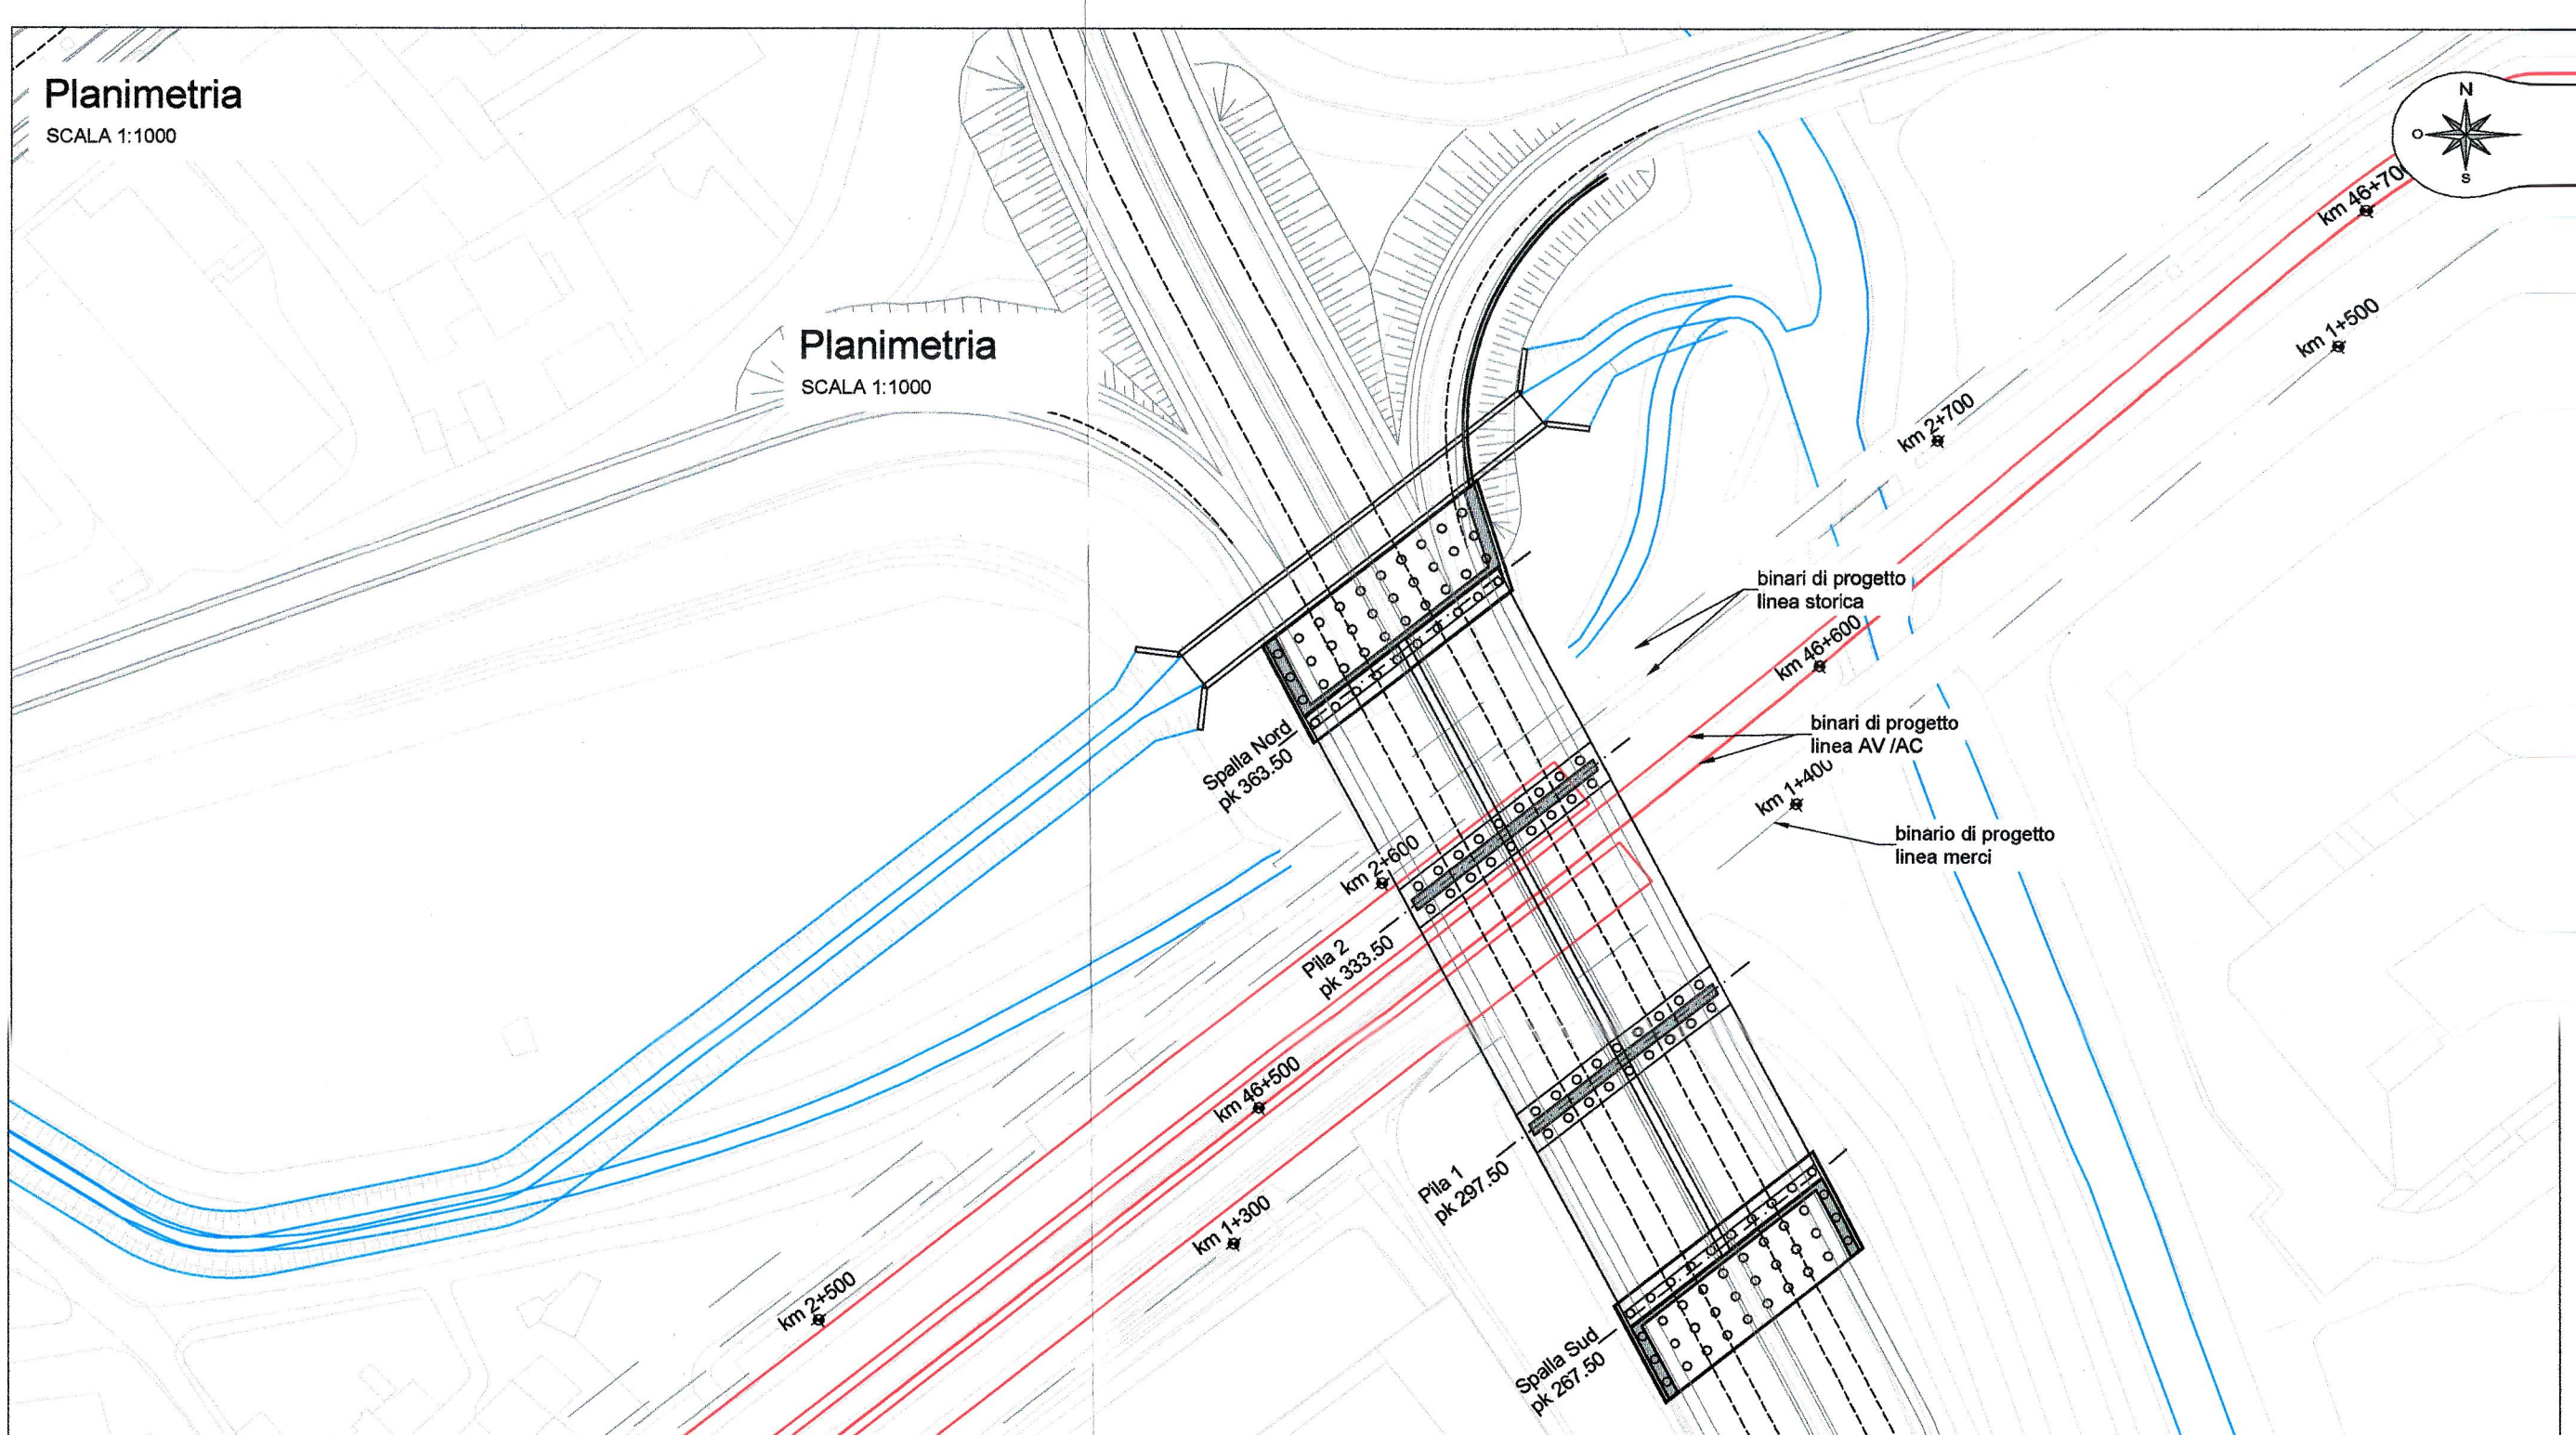 Planimetria
SCALA 1:1000
N
O
S
km 46+700
km 1+500
Planimetria
SCALA 1:1000
km 2+700
binari di progetto
linea storica
km 46+600
binari di progetto
linea AV /AC
km 1+400
binario di progetto
linea merci
Spalla Nord
pk 363.50
km 2+600
Pila 2
pk 333.50
km 46+500
Pila 1
pk 297.50
km 1+300
km 2+500
Spalla Sud
pk 267.50